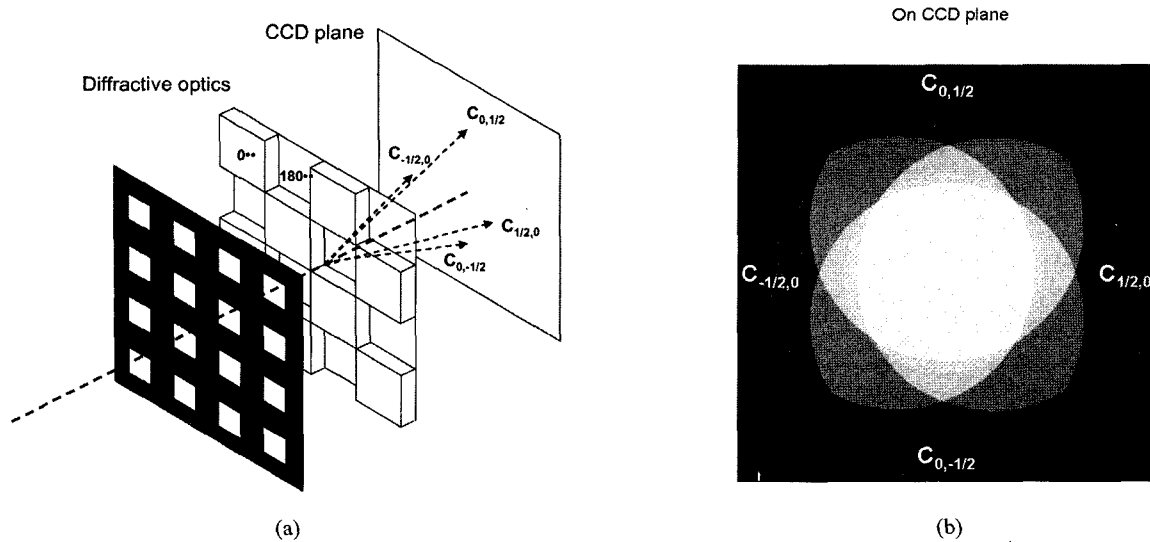 CCD plane
Diffractive optics
0••
180••
C0,1/2
C-1/2,0
C1/2,0
C0,-1/2
(a)
On CCD plane
C0,1/2
C-1/2,0
C1/2,0
C0,-1/2
(b)